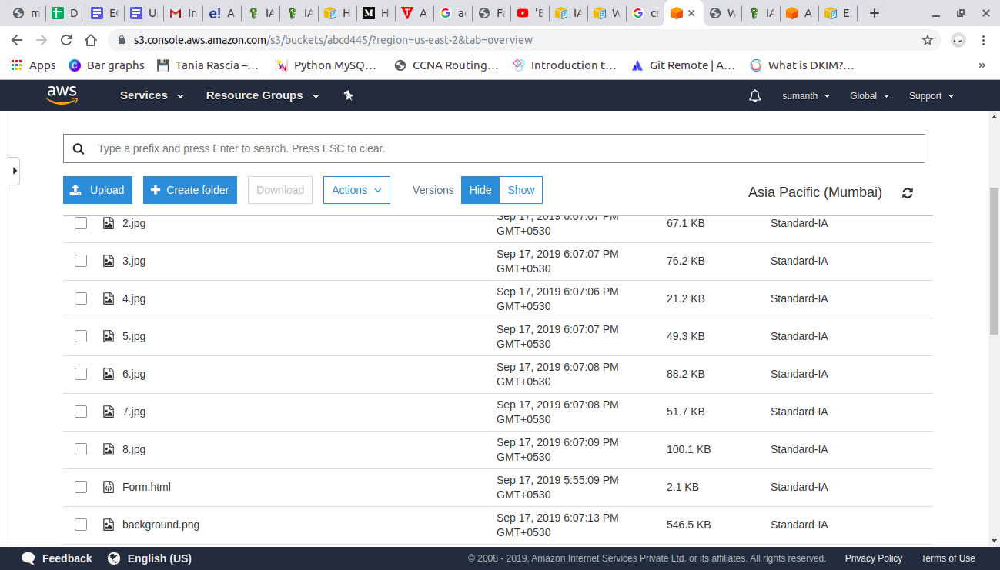 m D EC U In A IA IA H H A ac Fa 'E IA W cr W IA A E
s3.console.aws.amazon.com/s3/buckets/abcd445/?region=us-east-2&tab=overview
Apps Bar graphs Tania Rascia –... Python MySQ... CCNA Routing... Introduction t... Git Remote | A... What is DKIM?... »
aws Services Resource Groups sumanth Global Support
Type a prefix and press Enter to search. Press ESC to clear.
Upload Create folder Download Actions Versions Hide Show Asia Pacific (Mumbai)
2.jpg Sep 17, 2019 6:07:07 PM
GMT+0530 67.1 KB Standard-IA
3.jpg Sep 17, 2019 6:07:07 PM
GMT+0530 76.2 KB Standard-IA
4.jpg Sep 17, 2019 6:07:06 PM
GMT+0530 21.2 KB Standard-IA
5.jpg Sep 17, 2019 6:07:07 PM
GMT+0530 49.3 KB Standard-IA
6.jpg Sep 17, 2019 6:07:08 PM
GMT+0530 88.2 KB Standard-IA
7.jpg Sep 17, 2019 6:07:08 PM
GMT+0530 51.7 KB Standard-IA
8.jpg Sep 17, 2019 6:07:09 PM
GMT+0530 100.1 KB Standard-IA
Form.html Sep 17, 2019 5:55:09 PM
GMT+0530 2.1 KB Standard-IA
background.png Sep 17, 2019 6:07:13 PM
GMT+0530 546.5 KB Standard-IA
Feedback English (US) © 2008 - 2019, Amazon Internet Services Private Ltd. or its affiliates. All rights reserved. Privacy Policy Terms of Use